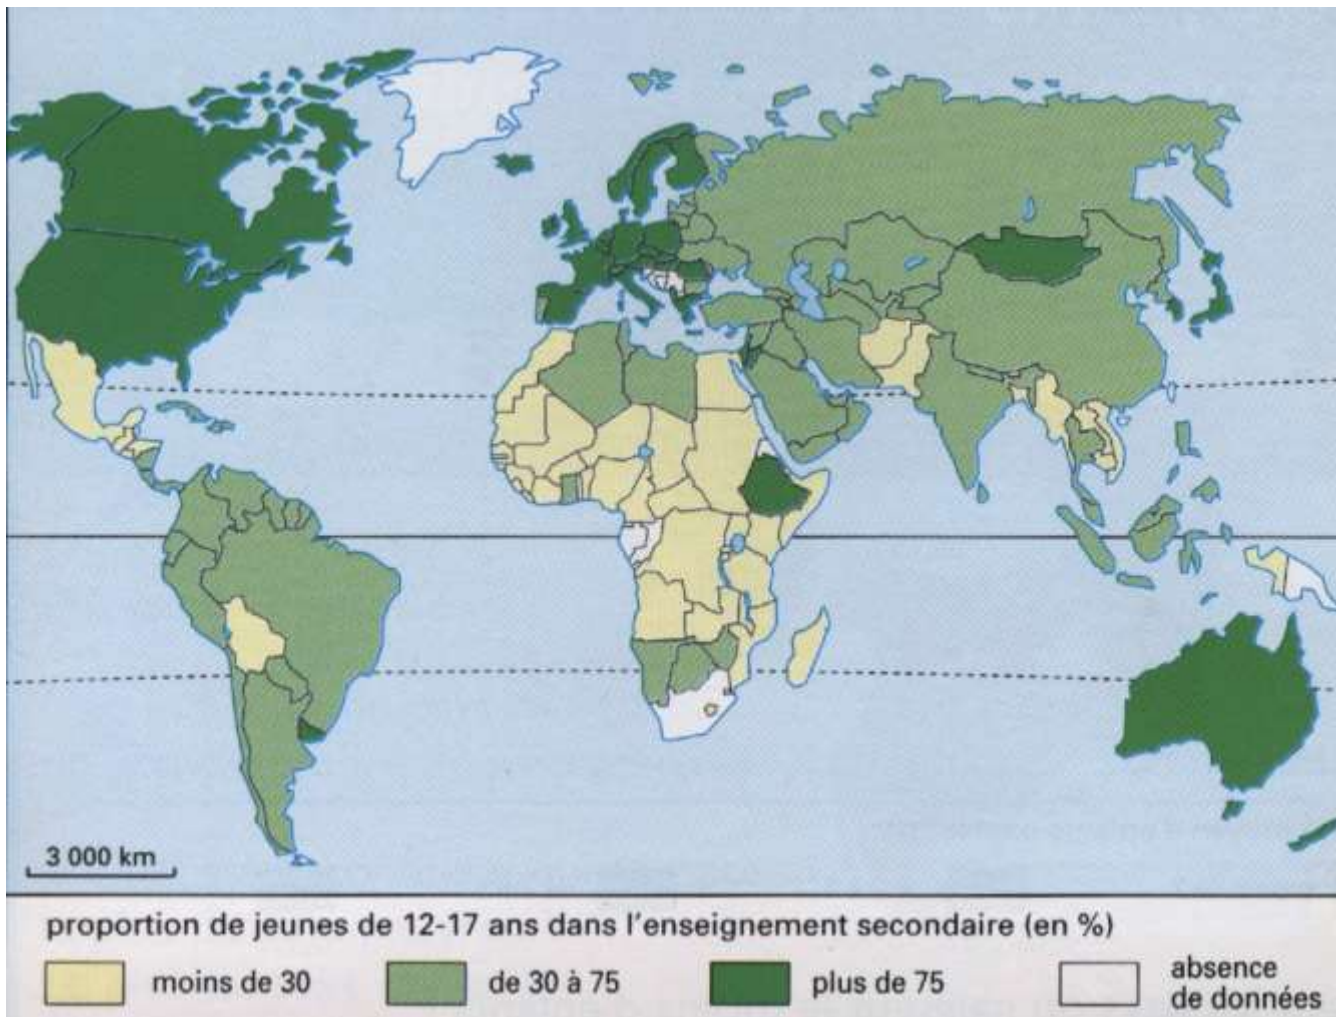 3 000 km
proportion de jeunes de 12-17 ans dans l'enseignement secondaire (en %)
moins de 30
de 30 à 75
plus de 75
absence
de données